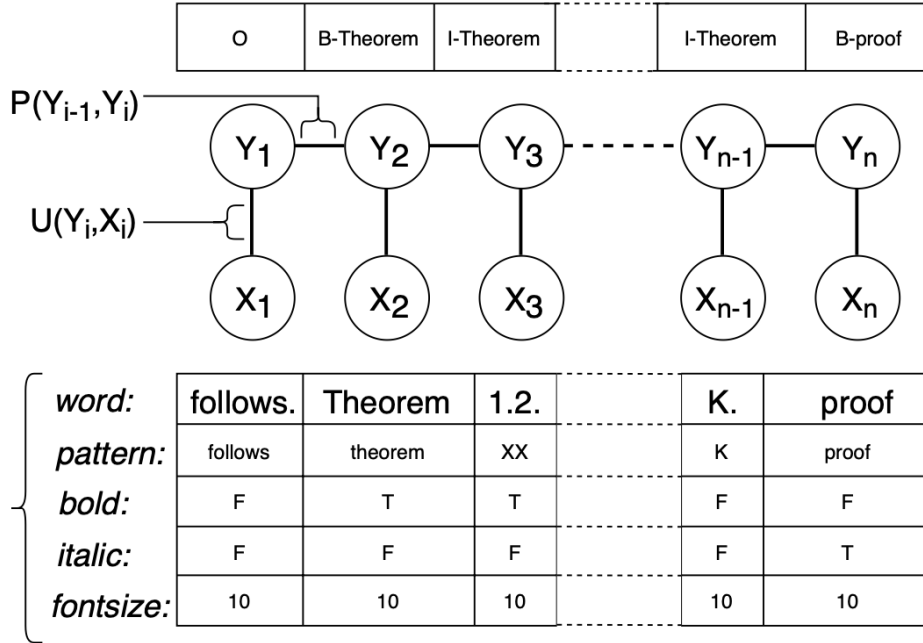 O B-Theorem I-Theorem I-Theorem B-proof
P(Yi-1,Yi)
Y1 Y2 Y3 Yn-1 Yn
U(Yi,Xi)
X1 X2 X3 Xn-1 Xn
word: follows. Theorem 1.2. K. proof
pattern: follows theorem XX K proof
bold: F T T F F
italic: F F F F T
fontsize: 10 10 10 10 10